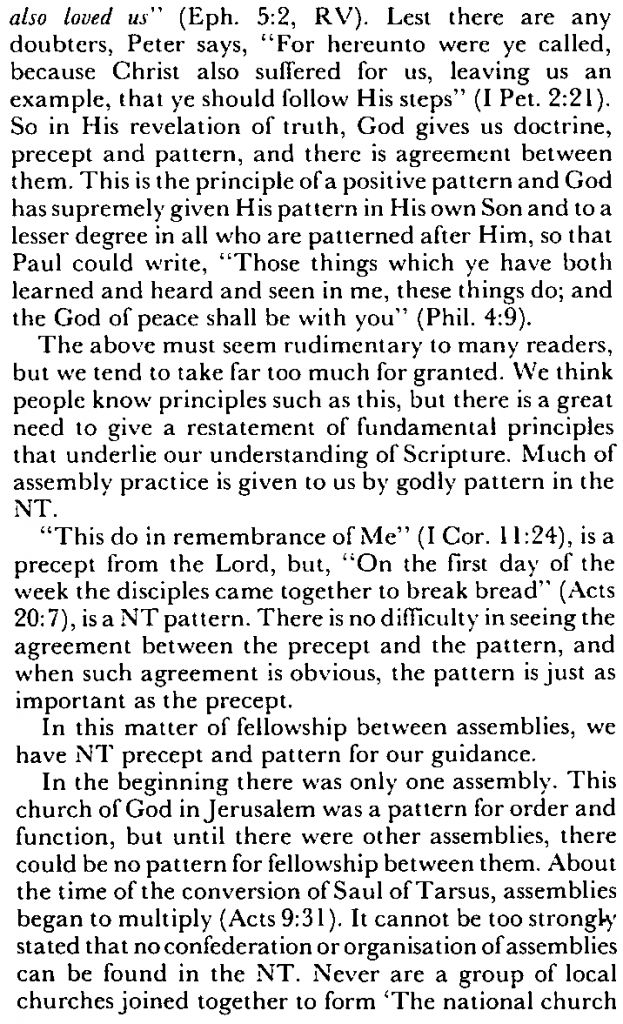 also loved us" (Eph. 5:2, RV). Lest there are any
doubters, Peter says, "For hereunto were ye called,
because Christ also suffered for us, leaving us an
example, that ye should follow His steps" (I Pet. 2:21).
So in His revelation of truth, God gives us doctrine,
precept and pattern, and there is agreement between
them. This is the principle of a positive pattern and God
has supremely given His pattern in His own Son and to a
lesser degree in all who are patterned after Him, so that
Paul could write, "Those things which ye have both
learned and heard and seen in me, these things do; and
the God of peace shall be with you" (Phil. 4:9).
The above must seem rudimentary to many readers,
but we tend to take far too much for granted. We think
people know principles such as this, but there is a great
need to give a restatement of fundamental principles
that underlie our understanding of Scripture. Much of
assembly practice is given to us by godly pattern in the
NT.
"This do in remembrance of Me" (I Cor. 11:24), is a
precept from the Lord, but, "On the first day of the
week the disciples came together to break bread" (Acts
20:7), is a NT pattern. There is no difficulty in seeing the
agreement between the precept and the pattern, and
when such agreement is obvious, the pattern is just as
important as the precept.
In this matter of fellowship between assemblies, we
have NT precept and pattern for our guidance.
In the beginning there was only one assembly. This
church of God in Jerusalem was a pattern for order and
function, but until there were other assemblies, there
could be no pattern for fellowship between them. About
the time of the conversion of Saul of Tarsus, assemblies
began to multiply (Acts 9:31). It cannot be too strongly
stated that no confederation or organisation of assemblies
can be found in the NT. Never are a group of local
churches joined together to form 'The national church